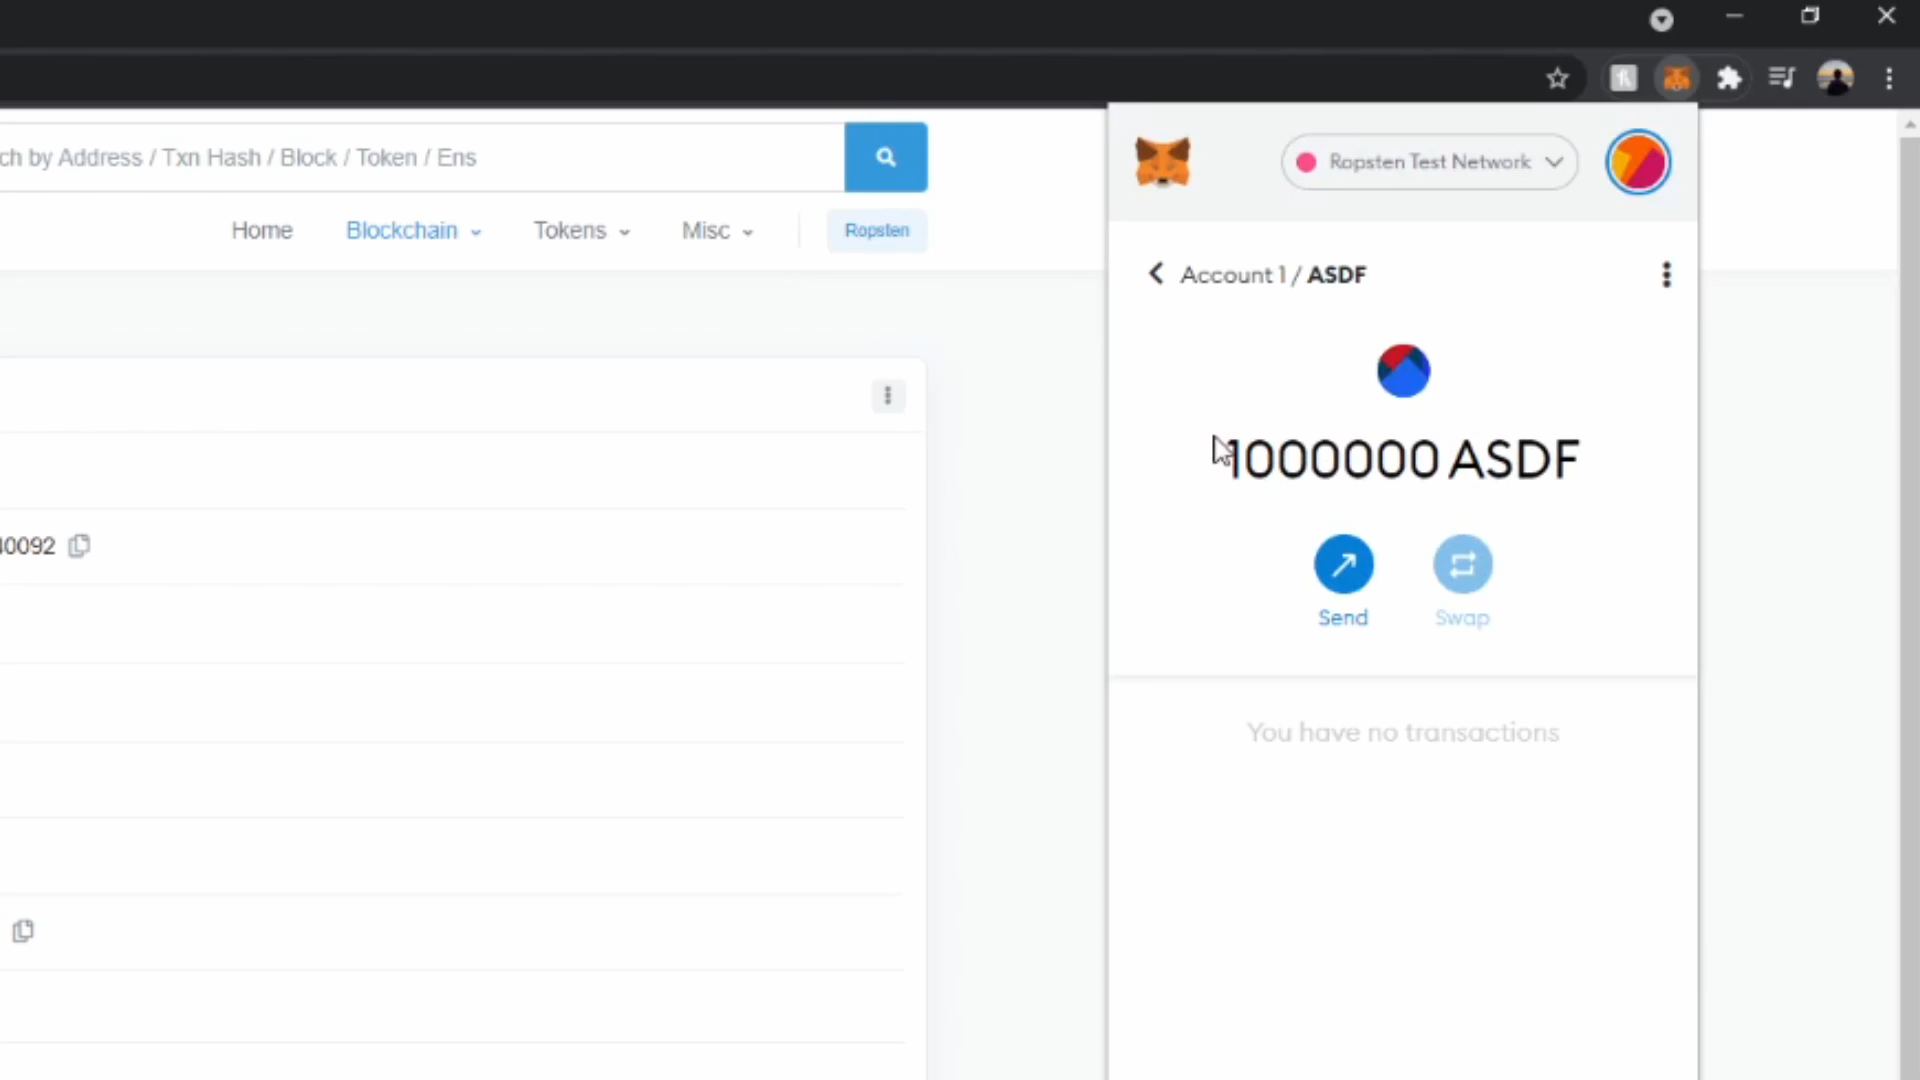 ch by Address / Txn Hash / Block / Token / Ens
Home Blockchain Tokens Misc Ropsten
0092
Ropsten Test Network
Account 1 / ASDF
1000000 ASDF
Send Swap
You have no transactions